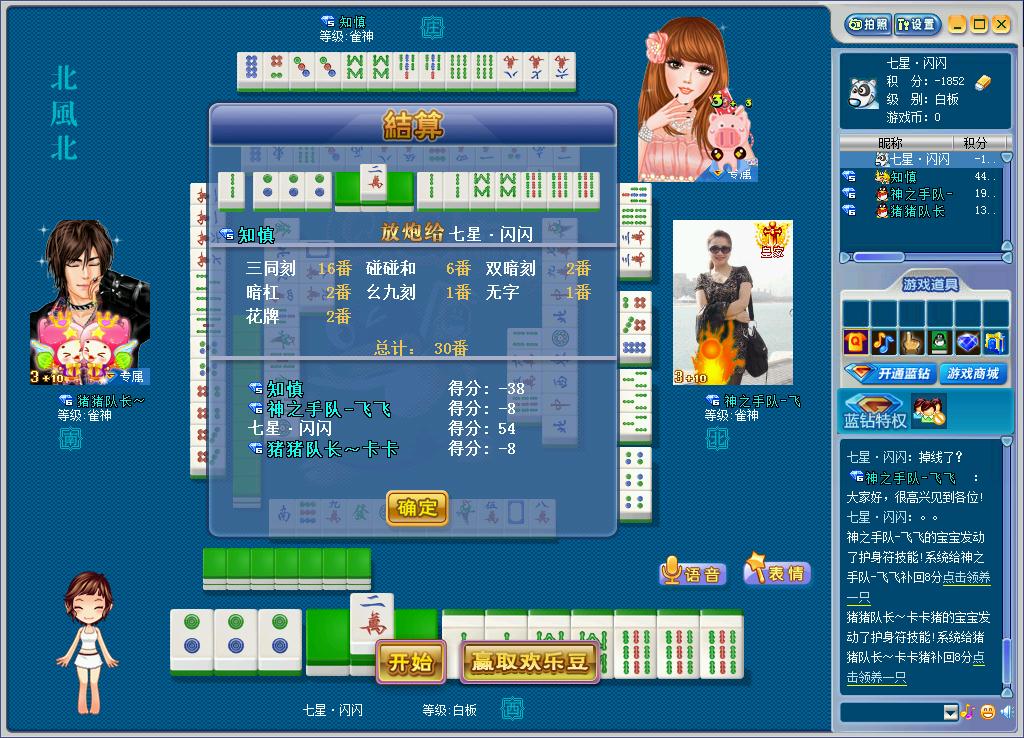 知慎
等级:雀神
東
北
風
北
拍照
设置
七星·闪闪
积 分: -1852
级 别: 白板
游戏币: 0
昵称 积分
七星·闪闪 -1..
知慎 44..
神之手队- 19..
猪猪队长 13..
游戏道具
开通蓝钻
游戏商城
蓝钻特权
結算
知慎 放炮给 七星·闪闪
三同刻 16番 碰碰和 6番 双暗刻 2番
暗杠 2番 幺九刻 1番 无字 1番
花牌 2番
总计: 30番
知慎 得分: -38
神之手队-飞飞 得分: -8
七星·闪闪 得分: 54
猪猪队长～卡卡 得分: -8
确定
3 + 3
专属
皇家
3+10
3+10
专属
猪猪队长～
等级:雀神
南
神之手队-飞
等级:雀神
北
语音
表情
开始
赢取欢乐豆
二
萬
二
萬
七星·闪闪
等级:白板
西
七星·闪闪: 掉线了?
神之手队-飞飞 :
大家好，很高兴见到各位!
七星·闪闪: 。。
神之手队-飞飞的宝宝发动
了护身符技能!系统给神之
手队-飞飞补回8分点击领养
一只
猪猪队长～卡卡猪的宝宝发
动了护身符技能!系统给猪
猪队长～卡卡猪补回8分点
击领养一只